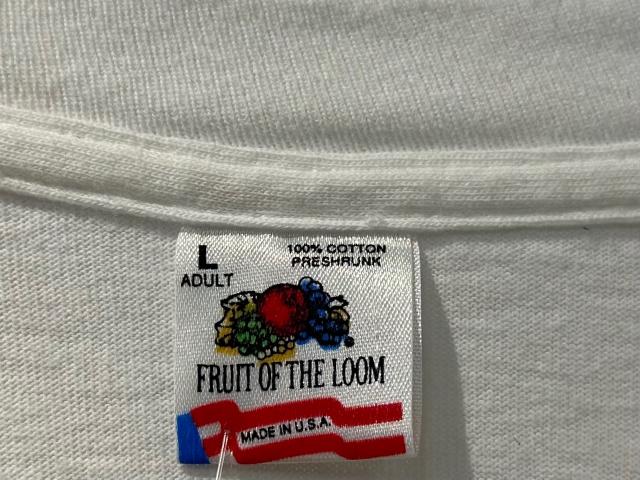 L
ADULT
100% COTTON
PRESHRUNK
FRUIT OF THE LOOM
MADE IN U.S.A.